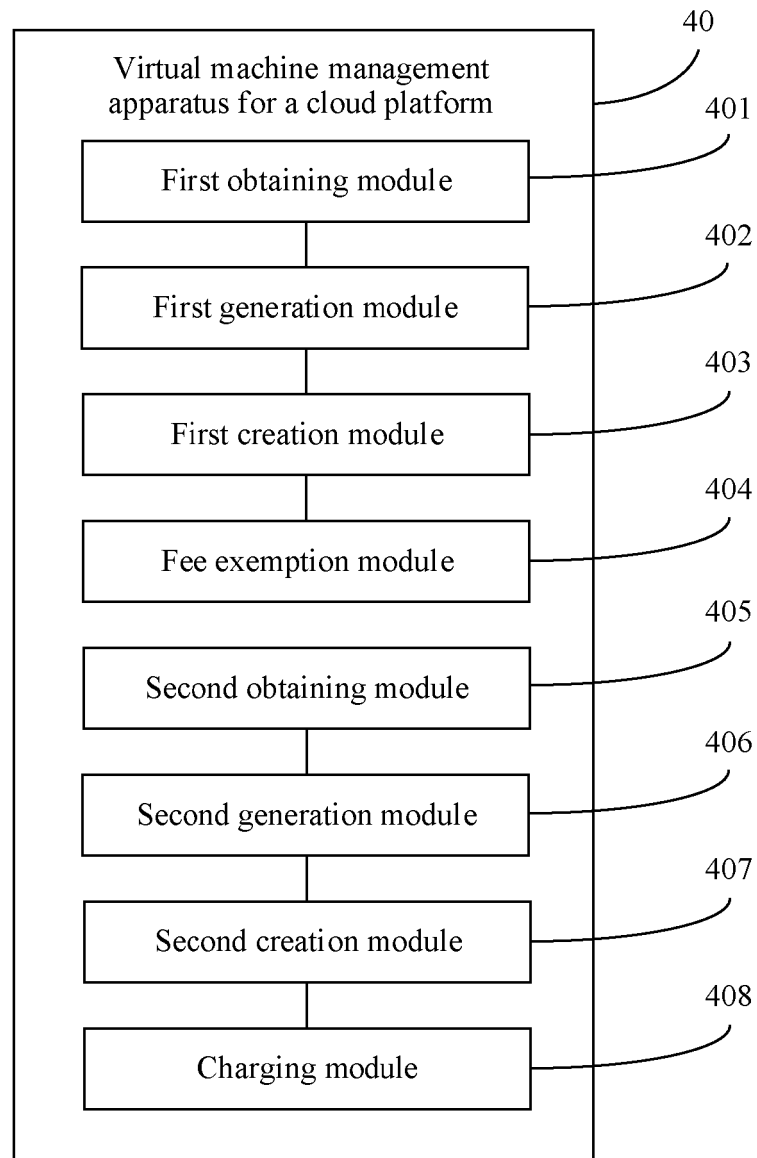 40
Virtual machine management
apparatus for a cloud platform
401
First obtaining module
402
First generation module
403
First creation module
404
Fee exemption module
405
Second obtaining module
406
Second generation module
407
Second creation module
408
Charging module